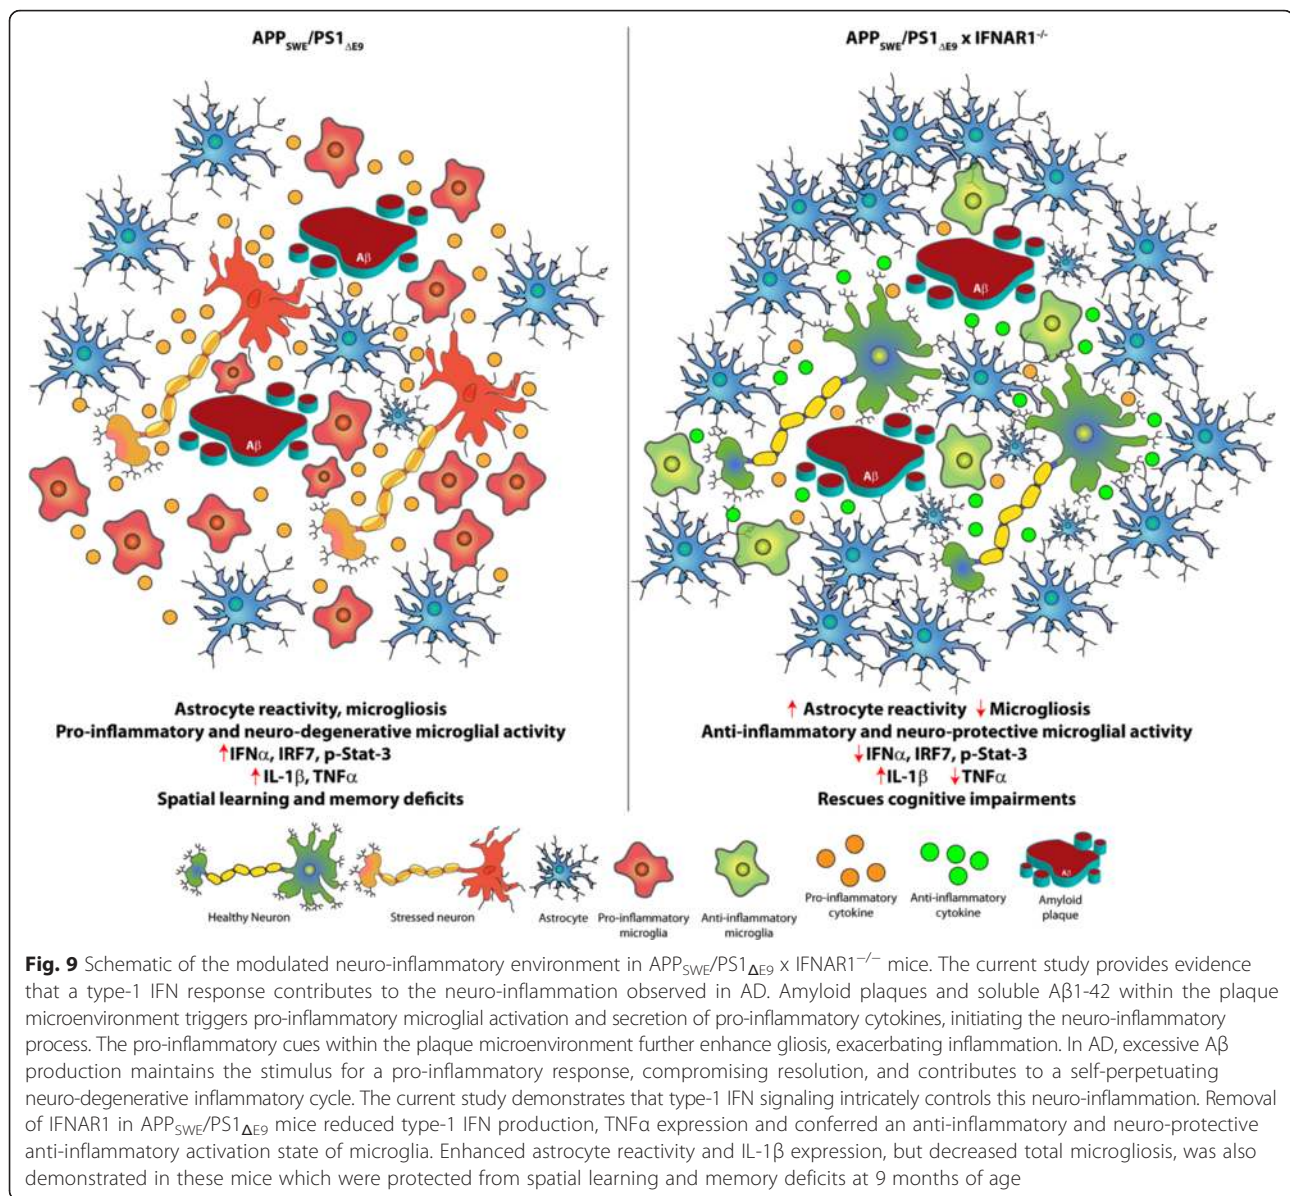 APPSWE/PS1ΔE9
APPSWE/PS1ΔE9 x IFNAR1-/-
Aβ
Aβ
Aβ
Aβ
Astrocyte reactivity, microgliosis
Pro-inflammatory and neuro-degenerative microglial activity
↑IFNα, IRF7, p-Stat-3
↑IL-1β, TNFα
Spatial learning and memory deficits
↑ Astrocyte reactivity ↓ Microgliosis
Anti-inflammatory and neuro-protective microglial activity
↓IFNα, IRF7, p-Stat-3
↑IL-1β ↓TNFα
Rescues cognitive impairments
Healthy Neuron
Stressed neuron
Astrocyte
Pro-inflammatory
microglia
Anti-inflammatory
microglia
Pro-inflammatory
cytokine
Anti-inflammatory
cytokine
Aβ
Amyloid
plaque
Fig. 9 Schematic of the modulated neuro-inflammatory environment in APPSWE/PS1ΔE9 x IFNAR1−/− mice. The current study provides evidence
that a type-1 IFN response contributes to the neuro-inflammation observed in AD. Amyloid plaques and soluble Aβ1-42 within the plaque
microenvironment triggers pro-inflammatory microglial activation and secretion of pro-inflammatory cytokines, initiating the neuro-inflammatory
process. The pro-inflammatory cues within the plaque microenvironment further enhance gliosis, exacerbating inflammation. In AD, excessive Aβ
production maintains the stimulus for a pro-inflammatory response, compromising resolution, and contributes to a self-perpetuating
neuro-degenerative inflammatory cycle. The current study demonstrates that type-1 IFN signaling intricately controls this neuro-inflammation. Removal
of IFNAR1 in APPSWE/PS1ΔE9 mice reduced type-1 IFN production, TNFα expression and conferred an anti-inflammatory and neuro-protective
anti-inflammatory activation state of microglia. Enhanced astrocyte reactivity and IL-1β expression, but decreased total microgliosis, was also
demonstrated in these mice which were protected from spatial learning and memory deficits at 9 months of age